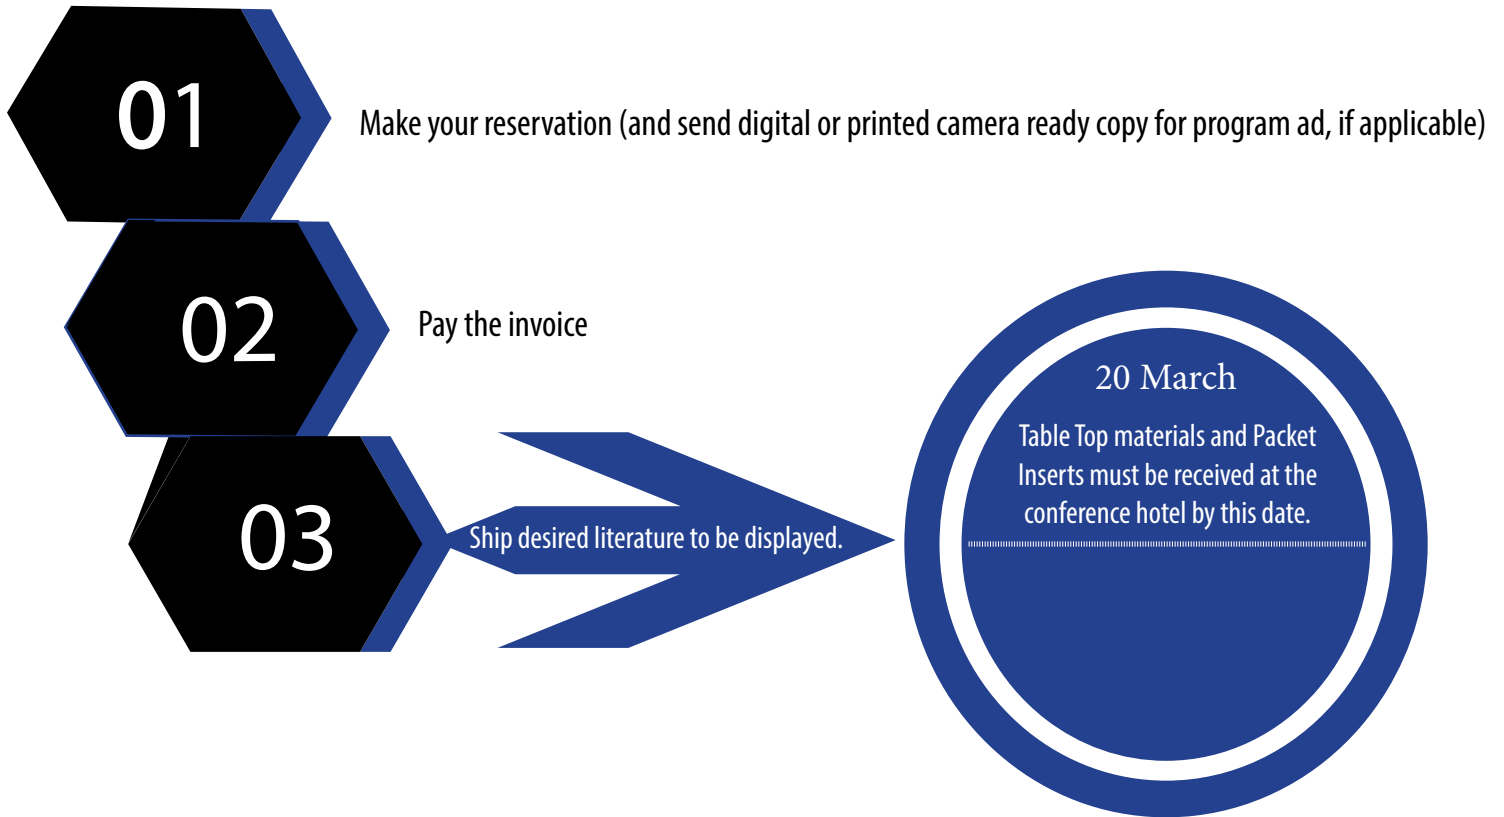 01
Make your reservation (and send digital or printed camera ready copy for program ad, if applicable)
02
Pay the invoice
03
Ship desired literature to be displayed.
20 March
Table Top materials and Packet
Inserts must be received at the
conference hotel by this date.